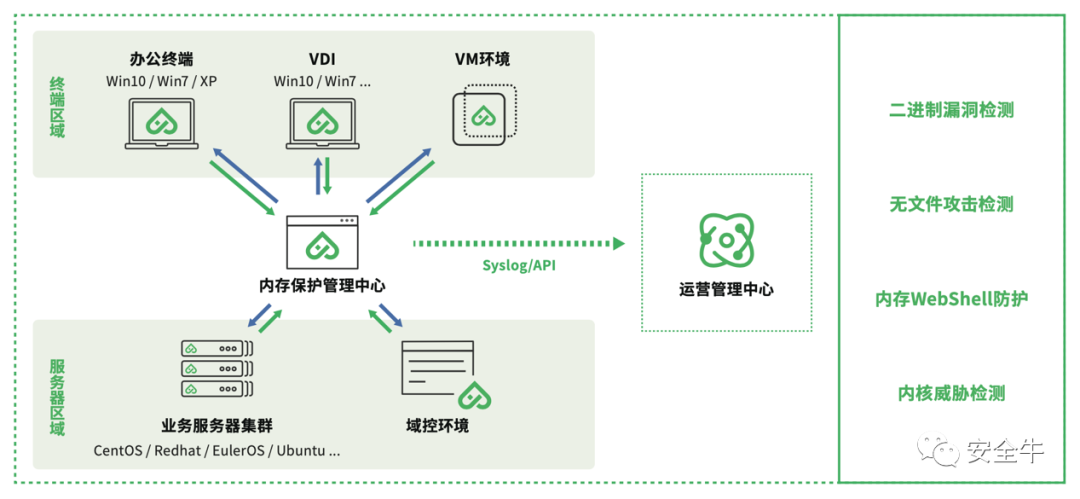 终端区域
办公终端
Win10 / Win7 / XP
VDI
Win10 / Win7 ...
VM环境
内存保护管理中心
Syslog/API
运营管理中心
服务器区域
业务服务器集群
CentOS / Redhat / EulerOS / Ubuntu ...
域控环境
二进制漏洞检测
无文件攻击检测
内存WebShell防护
内核威胁检测
安全牛